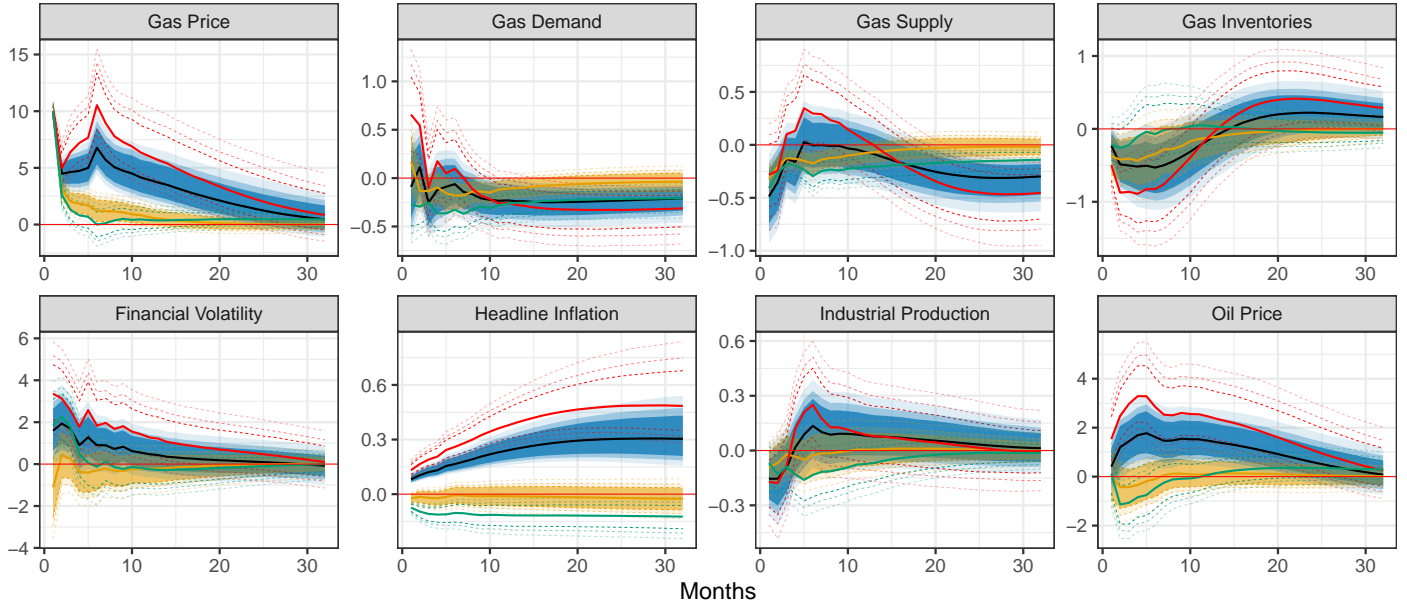 Gas Price
Gas Demand
Gas Supply
Gas Inventories
15
10
5
0
1.0
0.5
0.0
−0.5
0.5
0.0
−0.5
−1.0
1
0
−1
0 10 20 30
0 10 20 30
0 10 20 30
0 10 20 30
Financial Volatility
Headline Inflation
Industrial Production
Oil Price
6
4
2
0
−2
−4
0.6
0.3
0.0
0.6
0.3
0.0
−0.3
4
2
0
−2
0 10 20 30
0 10 20 30
0 10 20 30
0 10 20 30
Months